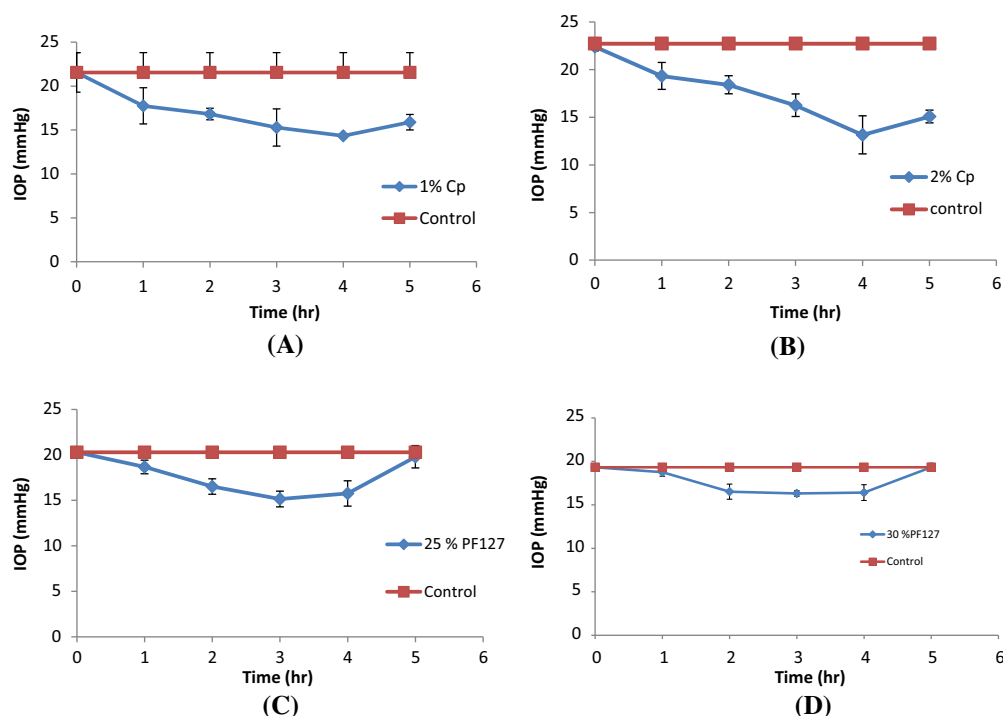 25
20
15
10
5
0
IOP (mmHg)
1% Cp
Control
0 1 2 3 4 5 6
Time (hr)
(A)
25
20
15
10
5
0
IOP (mmHg)
2% Cp
control
0 1 2 3 4 5 6
Time (hr)
(B)
25
20
15
10
5
0
IOP (mmHg)
25 % PF127
Control
0 1 2 3 4 5 6
Time (hr)
(C)
25
20
15
10
5
0
IOP (mmHg)
30 %PF127
Control
0 1 2 3 4 5 6
Time (hr)
(D)